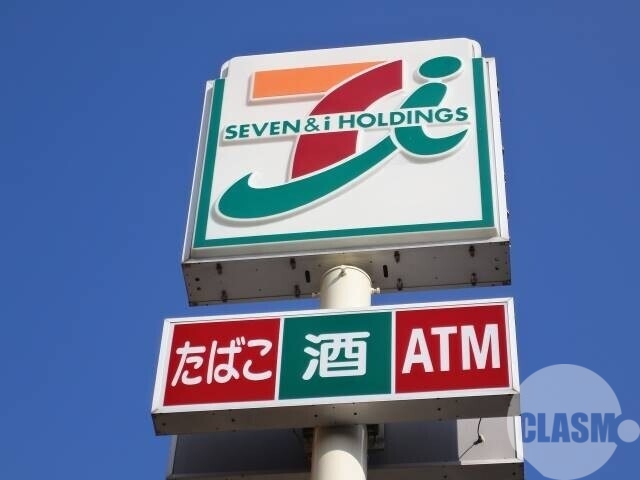 SEVEN & i HOLDINGS
たばこ 酒 ATM
CLASM.